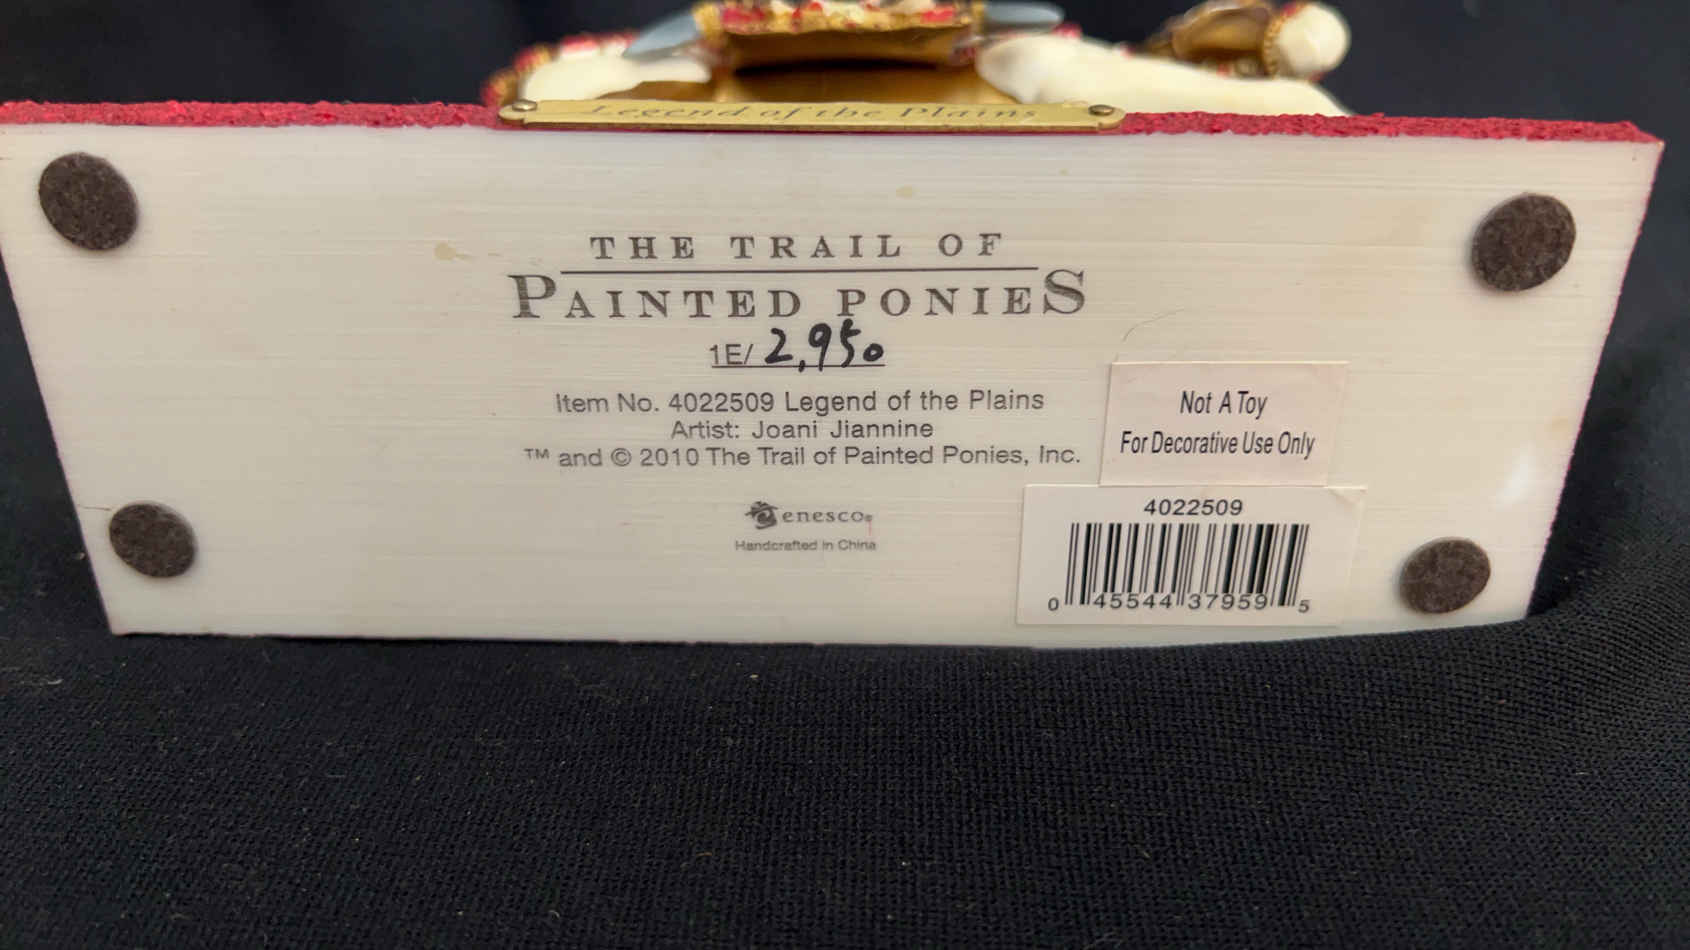 Legend of the Plains
THE TRAIL OF
PAINTED PONIES
1E/ 2,950
Item No. 4022509 Legend of the Plains
Artist: Joani Jiannine
™ and © 2010 The Trail of Painted Ponies, Inc.
enesco®
Handcrafted in China
Not A Toy
For Decorative Use Only
4022509
0 45544 37959 5